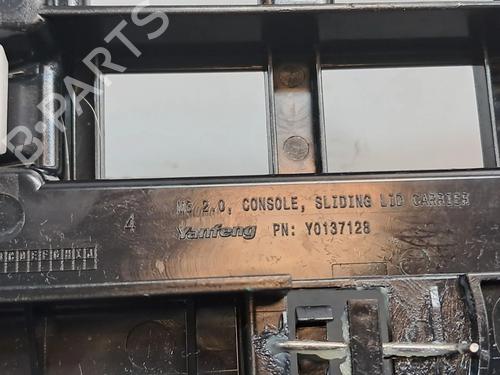 B-PARTS
M3 2.0, CONSOLE, SLIDING LID CARRIER
4
Yanfeng PN: Y0137128